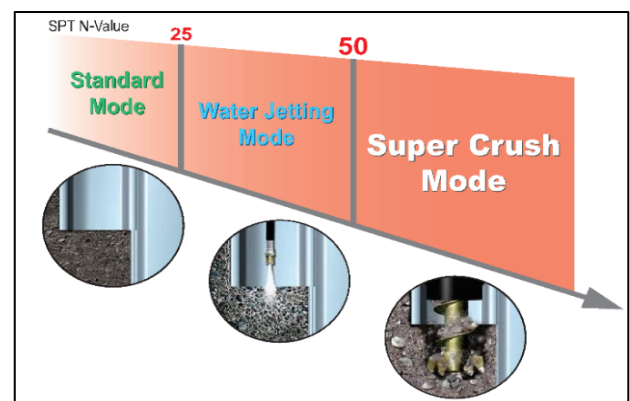 SPT N-Value
25
50
Standard
Mode
Water Jetting
Mode
Super Crush
Mode